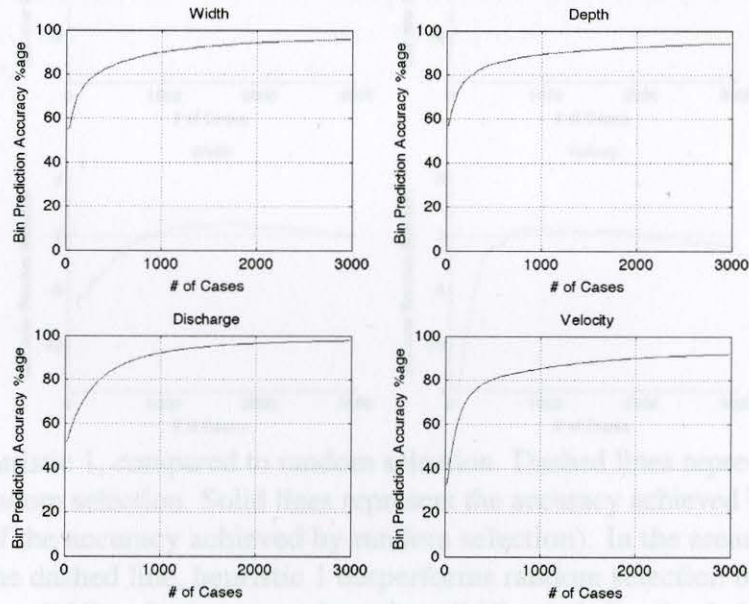 Width
Bin Prediction Accuracy %age
100
80
60
40
20
0
0 1000 2000 3000
# of Cases
Depth
Bin Prediction Accuracy %age
100
80
60
40
20
0
0 1000 2000 3000
# of Cases
Discharge
Bin Prediction Accuracy %age
100
80
60
40
20
0
0 1000 2000 3000
# of Cases
Velocity
Bin Prediction Accuracy %age
100
80
60
40
20
0
0 1000 2000 3000
# of Cases
1, compared to random selection. Dashed lines
selection. Solid lines represent the accuracy achieved
the accuracy achieved by random selection). In the areas
dashed line, heuristic 1 outperforms random selection